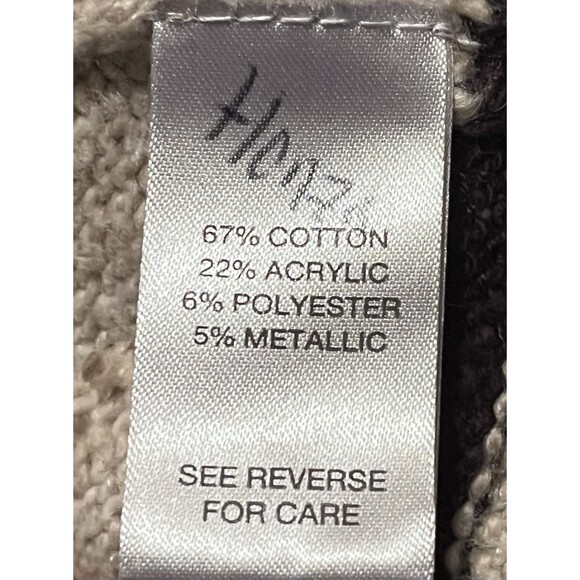 67% COTTON
22% ACRYLIC
6% POLYESTER
5% METALLIC
SEE REVERSE
FOR CARE